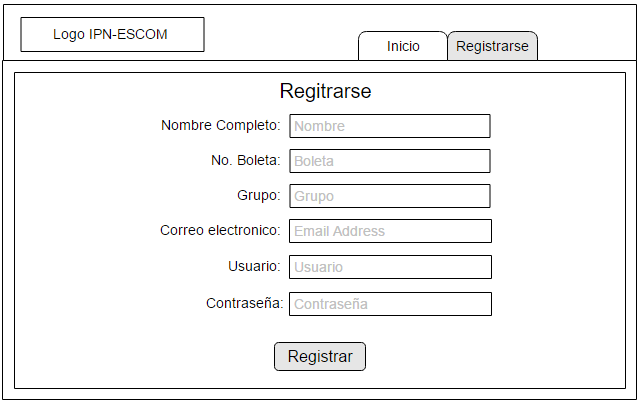 Logo IPN-ESCOM
Inicio
Registrarse
Regitrarse
Nombre Completo: Nombre
No. Boleta: Boleta
Grupo: Grupo
Correo electronico: Email Address
Usuario: Usuario
Contraseña: Contraseña
Registrar